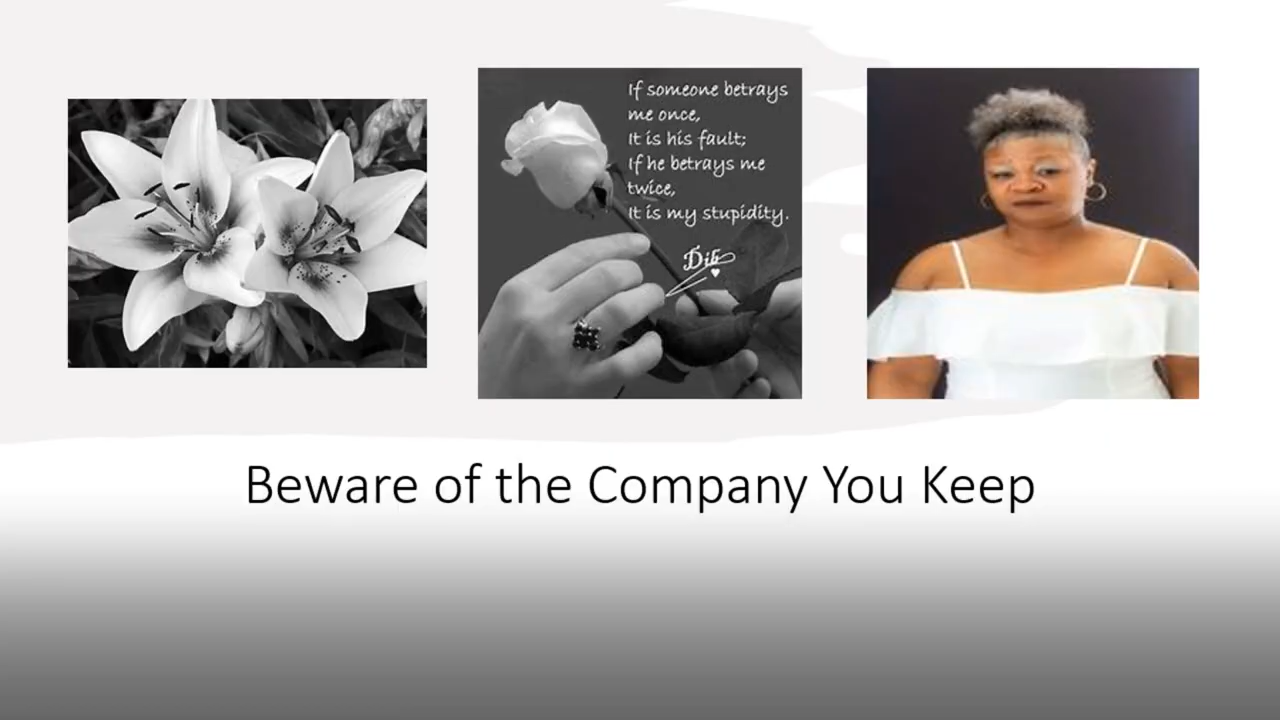 If someone betrays
me once,
It is his fault;
If he betrays me
twice,
It is my stupidity.
Dib
Beware of the Company You Keep